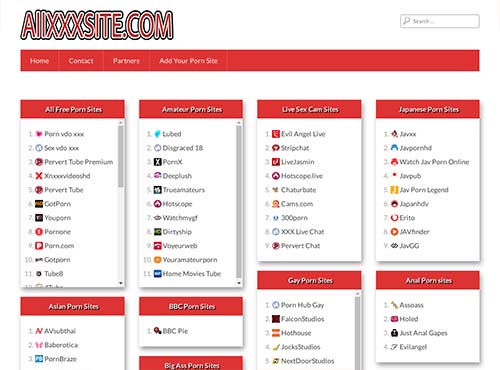 AllXXXSITE.COM
Search...
Home
Contact
Partners
Add Your Porn Site
All Free Porn Sites
1. Porn vdo xxx
2. Sex vdo xxx
3. Pervert Tube Premium
4. Xnxxxvideoshd
5. Pervert Tube
6. GotPorn
7. Youporn
8. Pornone
9. Porn.com
10. Gotporn
11. Tube8
Amateur Porn Sites
1. Lubed
2. Disgraced 18
3. PornX
4. Deeplush
5. Trueamateurs
6. Hotscope
7. Watchmygf
8. Dirtyship
9. Voyeurweb
10. Youramateurporn
11. Home Movies Tube
Live Sex Cam Sites
1. Evil Angel Live
2. Stripchat
3. LiveJasmin
4. Hotscope.live
5. Chaturbate
6. Cams.com
7. 300porn
8. XXX Live Chat
9. Pervert Chat
Japanese Porn Sites
1. Javxx
2. Javpornhd
3. Watch Jav Porn Online
4. Javpub
5. Jav Porn Legend
6. Japanhdv
7. Erito
8. JAVfnder
9. JavGG
Asian Porn Sites
1. AVsubthai
2. Baberotica
3. PornBraze
BBC Porn Sites
1. BBC Pie
Big Ass Porn Sites
Gay Porn Sites
1. Porn Hub Gay
2. FalconStudios
3. Hothouse
4. JocksStudios
5. NextDoorStudios
Anal Porn sites
1. Assoass
2. Holed
3. Just Anal Gapes
4. Evilangel